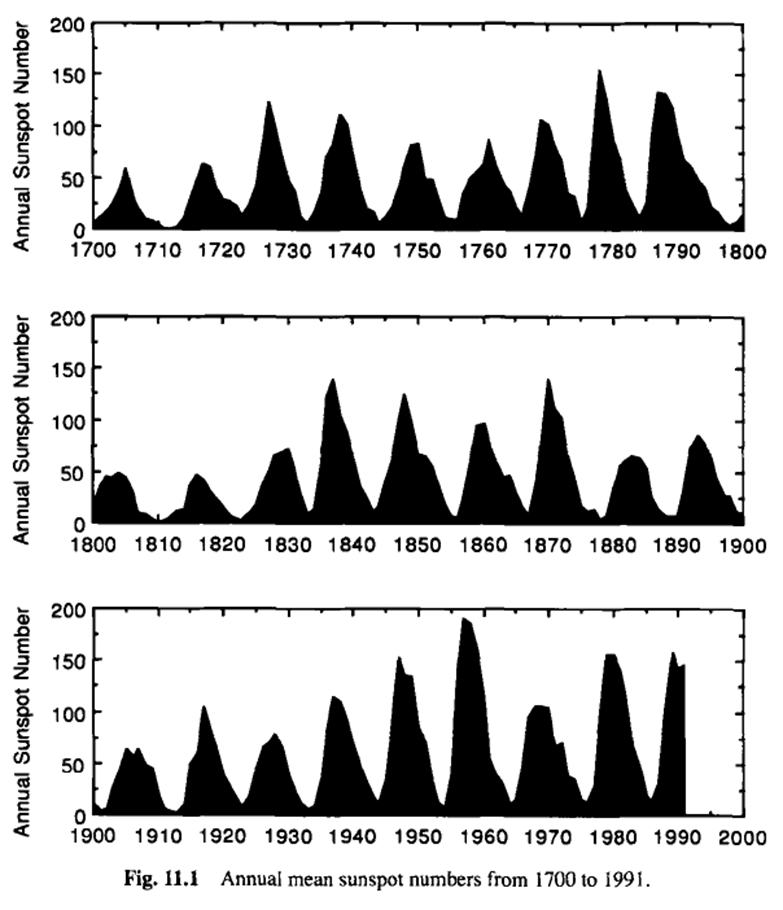 Annual Sunspot Number
200
150
100
50
0
1700 1710 1720 1730 1740 1750 1760 1770 1780 1790 1800
Annual Sunspot Number
200
150
100
50
0
1800 1810 1820 1830 1840 1850 1860 1870 1880 1890 1900
Annual Sunspot Number
200
150
100
50
0
1900 1910 1920 1930 1940 1950 1960 1970 1980 1990 2000
Fig. 11.1 Annual mean sunspot numbers from 1700 to 1991.